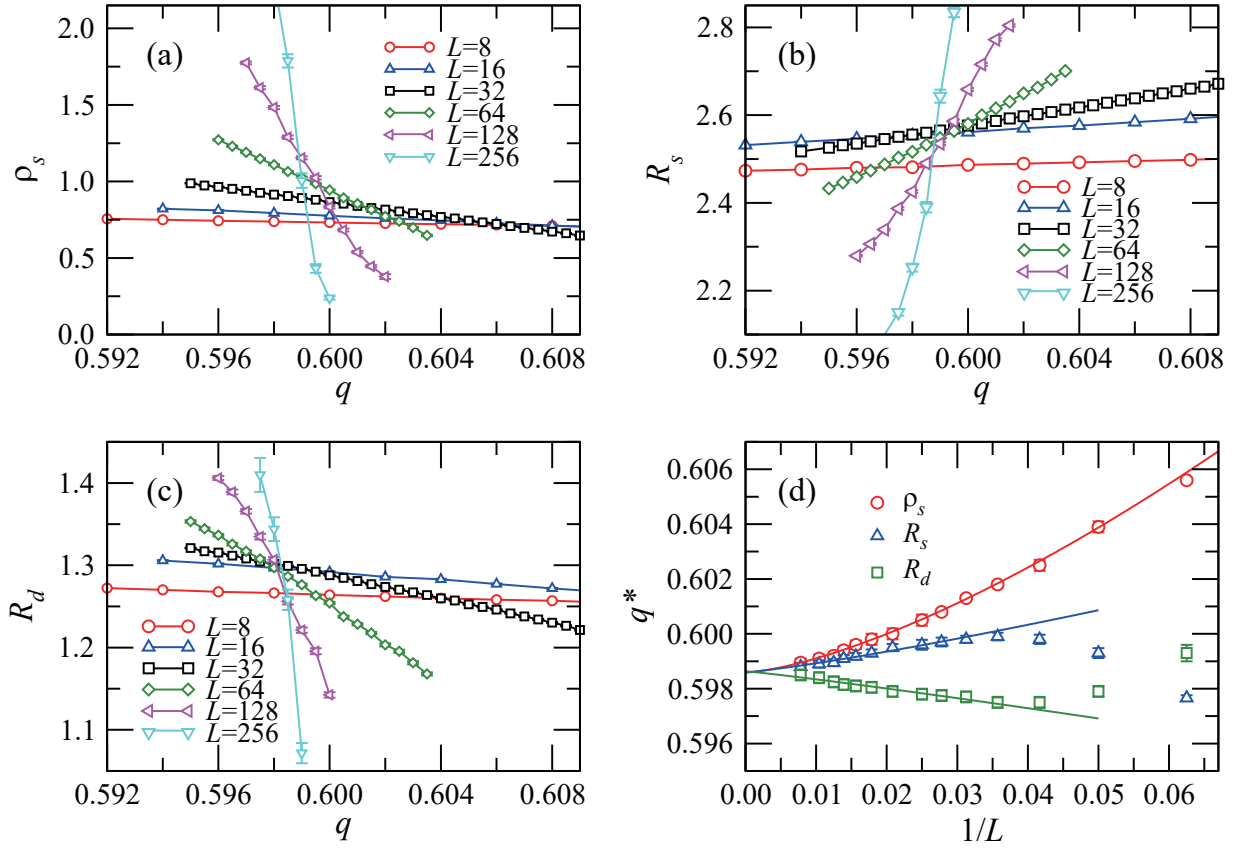 (a)
ρs
2.0
1.5
1.0
0.5
0.0
L=8
L=16
L=32
L=64
L=128
L=256
0.592
0.596
0.600
0.604
0.608
q
(b)
Rs
2.8
2.6
2.4
2.2
L=8
L=16
L=32
L=64
L=128
L=256
0.592
0.596
0.600
0.604
0.608
q
(c)
Rd
1.4
1.3
1.2
1.1
L=8
L=16
L=32
L=64
L=128
L=256
0.592
0.596
0.600
0.604
0.608
q
(d)
q*
0.606
0.604
0.602
0.600
0.598
0.596
ρs
Rs
Rd
0.00
0.01
0.02
0.03
0.04
0.05
0.06
1/L